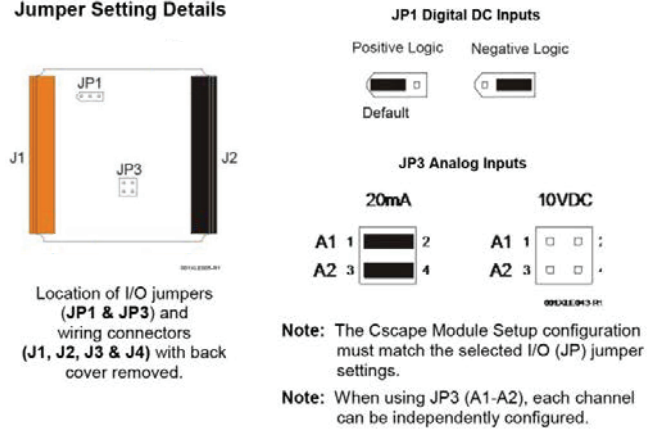 Jumper Setting Details
JP1
J1
J2
JP3
Location of I/O jumpers
(JP1 & JP3) and
wiring connectors
(J1, J2, J3 & J4) with back
cover removed.
JP1 Digital DC Inputs
Positive Logic Negative Logic
Default
JP3 Analog Inputs
20mA 10VDC
A1 1 2 A1 1
A2 3 4 A2 3
Note: The Cscape Module Setup configuration
must match the selected I/O (JP) jumper
settings.
Note: When using JP3 (A1-A2), each channel
can be independently configured.